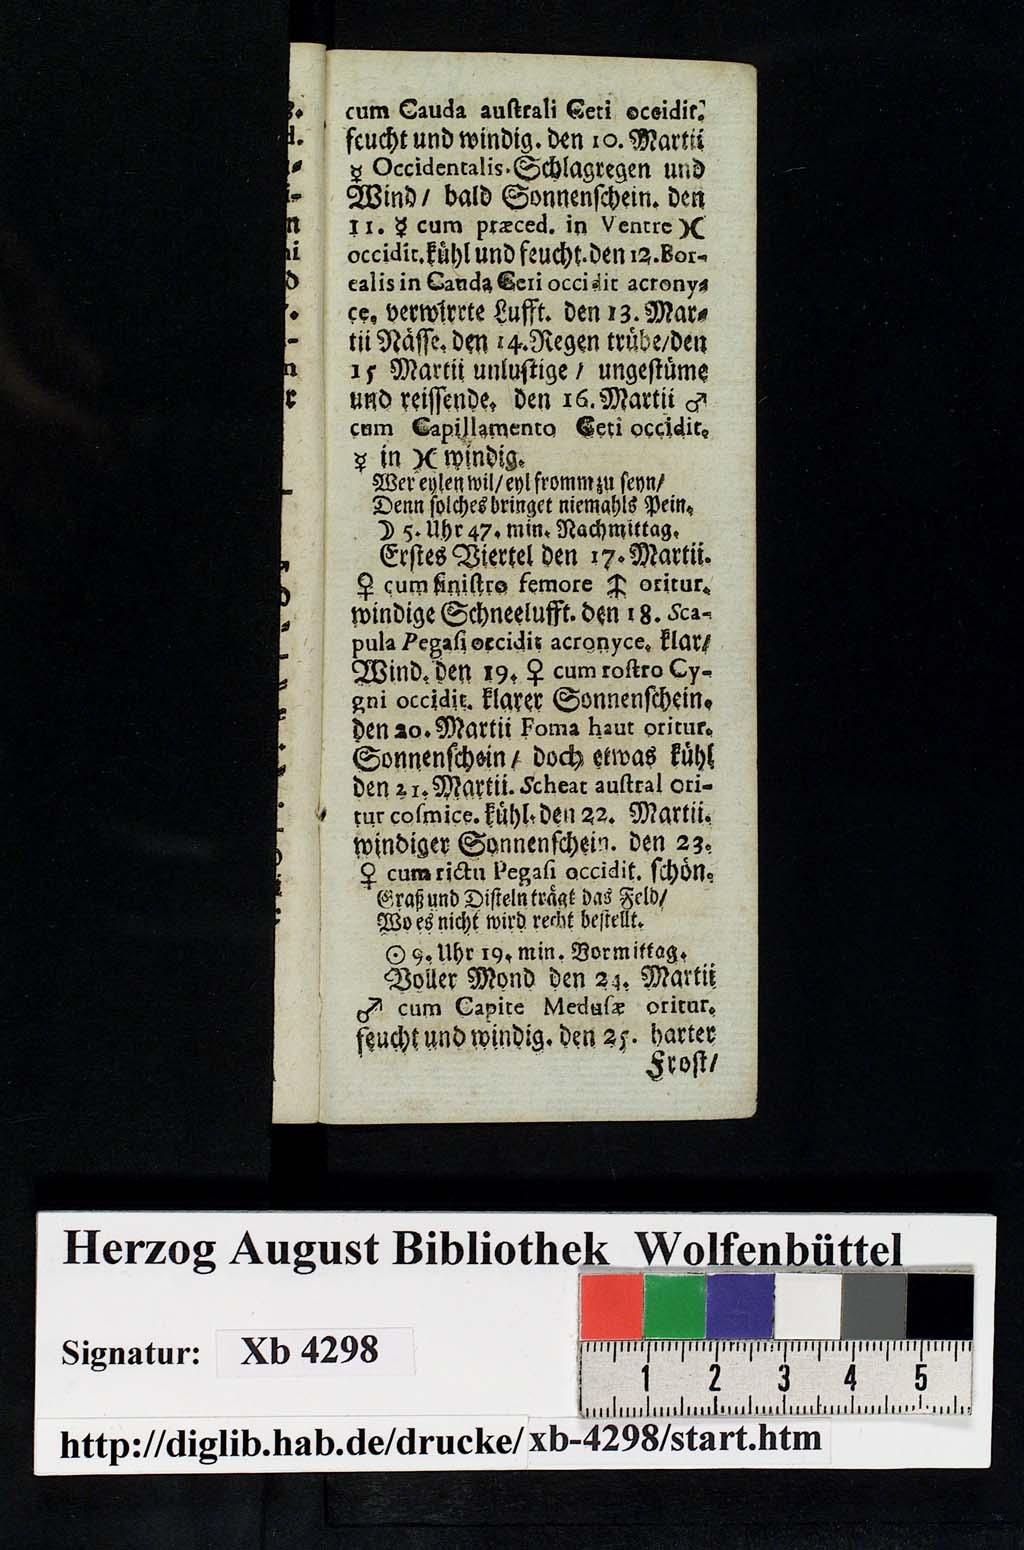 cum Cauda auſtrali Ceti occidit.
feucht und windig. den 10. Martii
☿ Occidentalis. Schlagregen und
Wind / bald Sonnenſchein. den
11. ☿ cum præced. in Ventre ♓
occidit. kühl und feucht. den 12. Bor-
ealis in Cauda Ceti occidit acrony-
ce. verwirrte Lufft. den 13. Mar-
tii Näſſe. den 14. Regen trübe / den
15 Martii unluſtige / ungeſtüme
und reiſſende. den 16. Martii ♂
cum Capillamento Ceti occidit.
☿ in ♓ windig.
Wer eylen wil / eyl fromm zu ſeyn /
Denn ſolches bringet niemahls Pein.
☽ 5. Uhr 47. min. Nachmittag.
Erſtes Viertel den 17. Martii.
♀ cum ſiniſtro femore oritur.
windige Schneelufft. den 18. Sca-
pula Pegaſi occidit acronyce. klar /
Wind. den 19. ♀ cum roſtro Cy-
gni occidit. klarer Sonnenſchein.
den 20. Martii Foma haut oritur.
Sonnenſchein / doch etwas kühl
den 21. Martii. Scheat auſtral ori-
tur coſmice. kühl. den 22. Martii.
windiger Sonnenſchein. den 23.
♀ cum rictu Pegaſi occidit. ſchön.
Graß und Diſteln trägt das Feld /
Wo es nicht wird recht beſtellt.
☉ 9. Uhr 19. min. Vormittag.
Voller Mond den 24. Martii
♂ cum Capite Meduſæ oritur.
feucht und windig. den 25. harter
Froſt /
Herzog August Bibliothek Wolfenbüttel
Signatur: Xb 4298
1 2 3 4 5
http://diglib.hab.de/drucke/xb-4298/start.htm